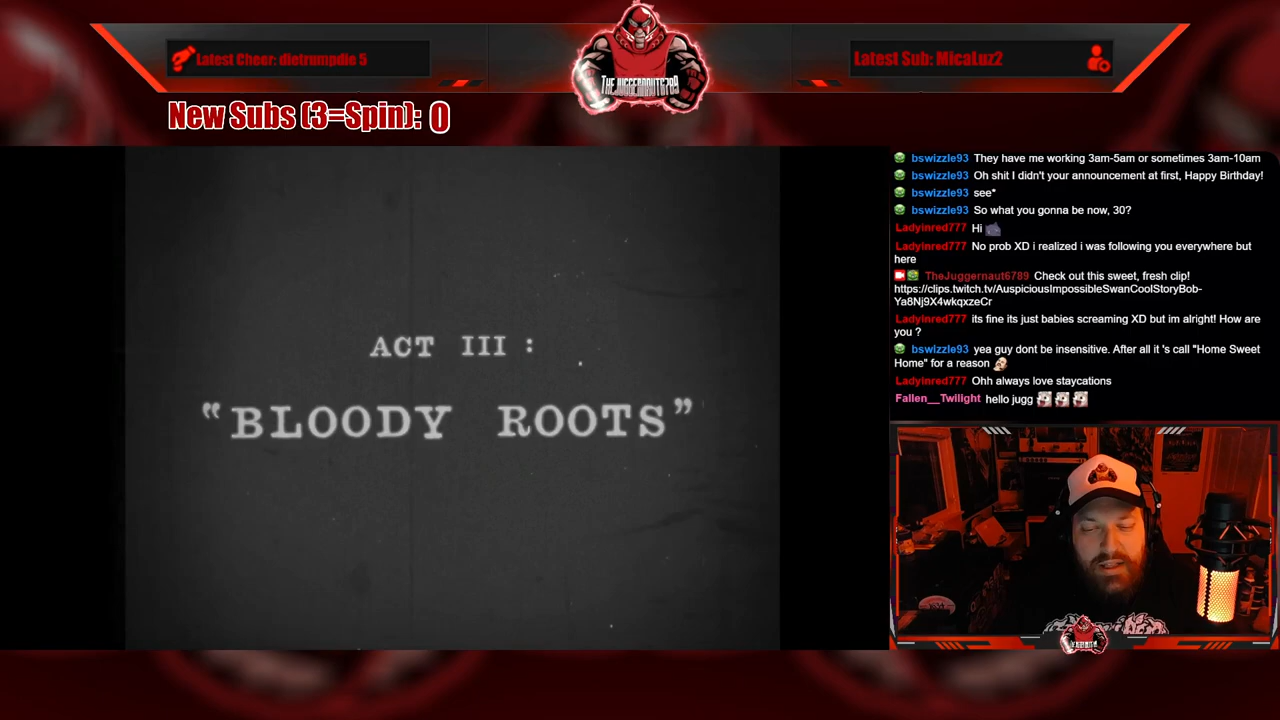 Latest Cheer: dietrumpdie 5
THEJUGGERNAUT6789
Latest Sub: MicaLuz2
New Subs (3=Spin): 0
ACT III :
“BLOODY ROOTS”
bswizzle93 They have me working 3am-5am or sometimes 3am-10am
bswizzle93 Oh shit I didn't your announcement at first, Happy Birthday!
bswizzle93 see*
bswizzle93 So what you gonna be now, 30?
Ladyinred777 Hi
Ladyinred777 No prob XD i realized i was following you everywhere but
here
TheJuggernaut6789 Check out this sweet, fresh clip!
https://clips.twitch.tv/AuspiciousImpossibleSwanCoolStoryBob-
Ya8Nj9X4wkqxzeCr
Ladyinred777 its fine its just babies screaming XD but im alright! How are
you ?
bswizzle93 yea guy dont be insensitive. After all it 's call "Home Sweet
Home" for a reason
Ladyinred777 Ohh always love staycations
Fallen__Twilight hello jugg